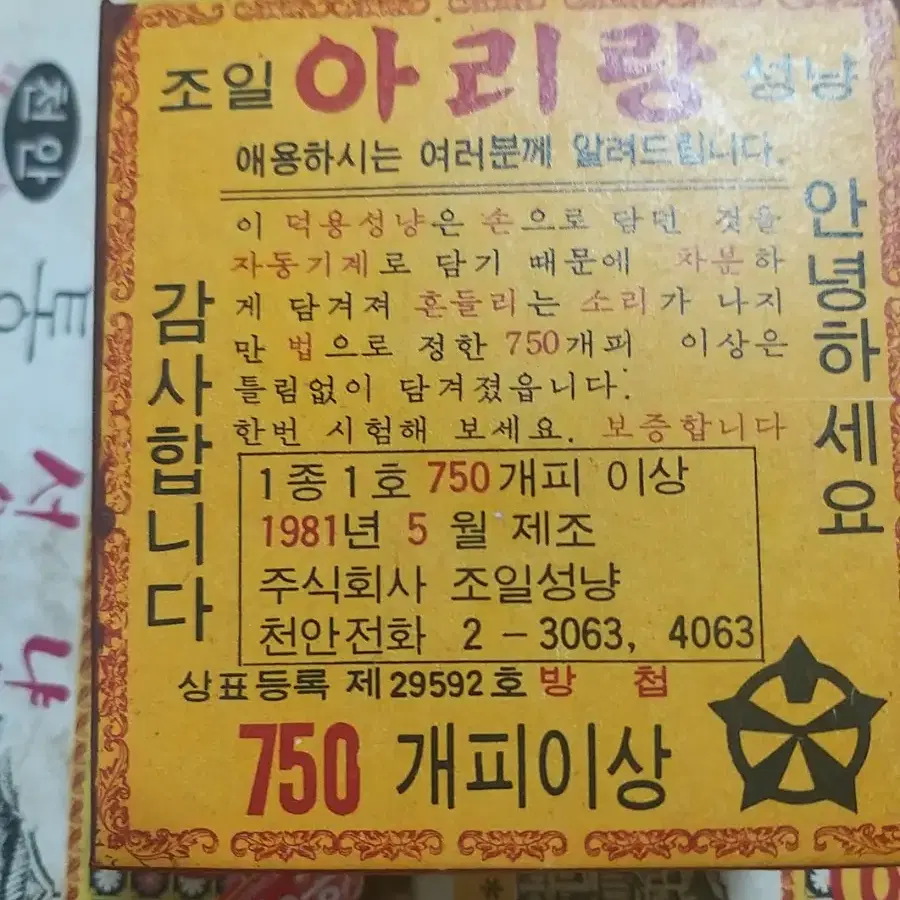 조일 아리랑 성냥
애용하시는 여러분께 알려드립니다.
안녕하세요
이 덕용성냥은 손으로 담던 것을
자동기계로 담기 때문에 차분하
게 담겨져 흔들리는 소리가 나지
만 법으로 정한 750개피 이상은
틀림없이 담겨졌읍니다.
한번 시험해 보세요. 보증합니다
감사합니다
1종1호 750개피 이상
1981년 5월 제조
주식회사 조일성냥
천안전화 2-3063, 4063
상표등록 제29592호 방 첩
750 개피이상
천안
통
성냥